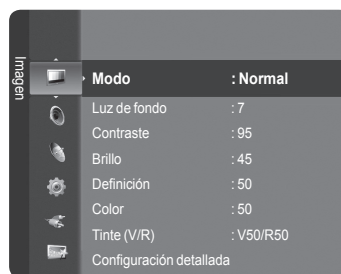 Imagen
Modo : Normal
Luz de fondo : 7
Contraste : 95
Brillo : 45
Definición : 50
Color : 50
Tinte (V/R) : V50/R50
Configuración detallada